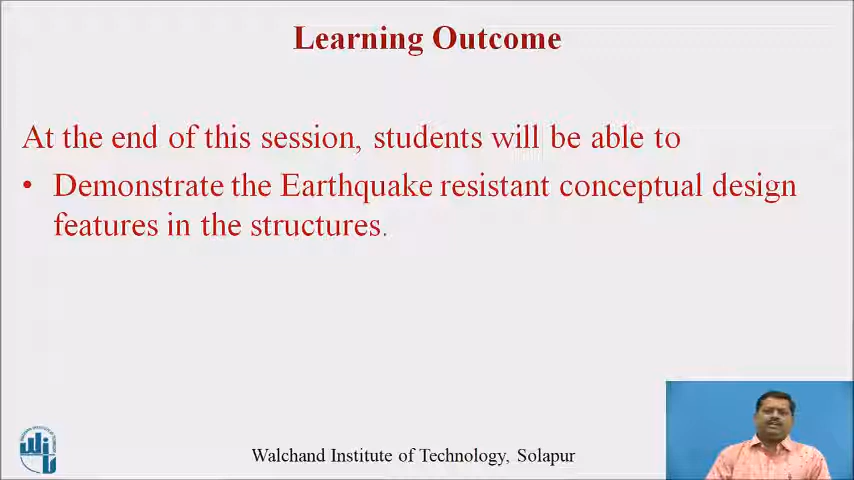 Learning Outcome
At the end of this session, students will be able to
• Demonstrate the Earthquake resistant conceptual design
features in the structures.
Walchand Institute of Technology, Solapur